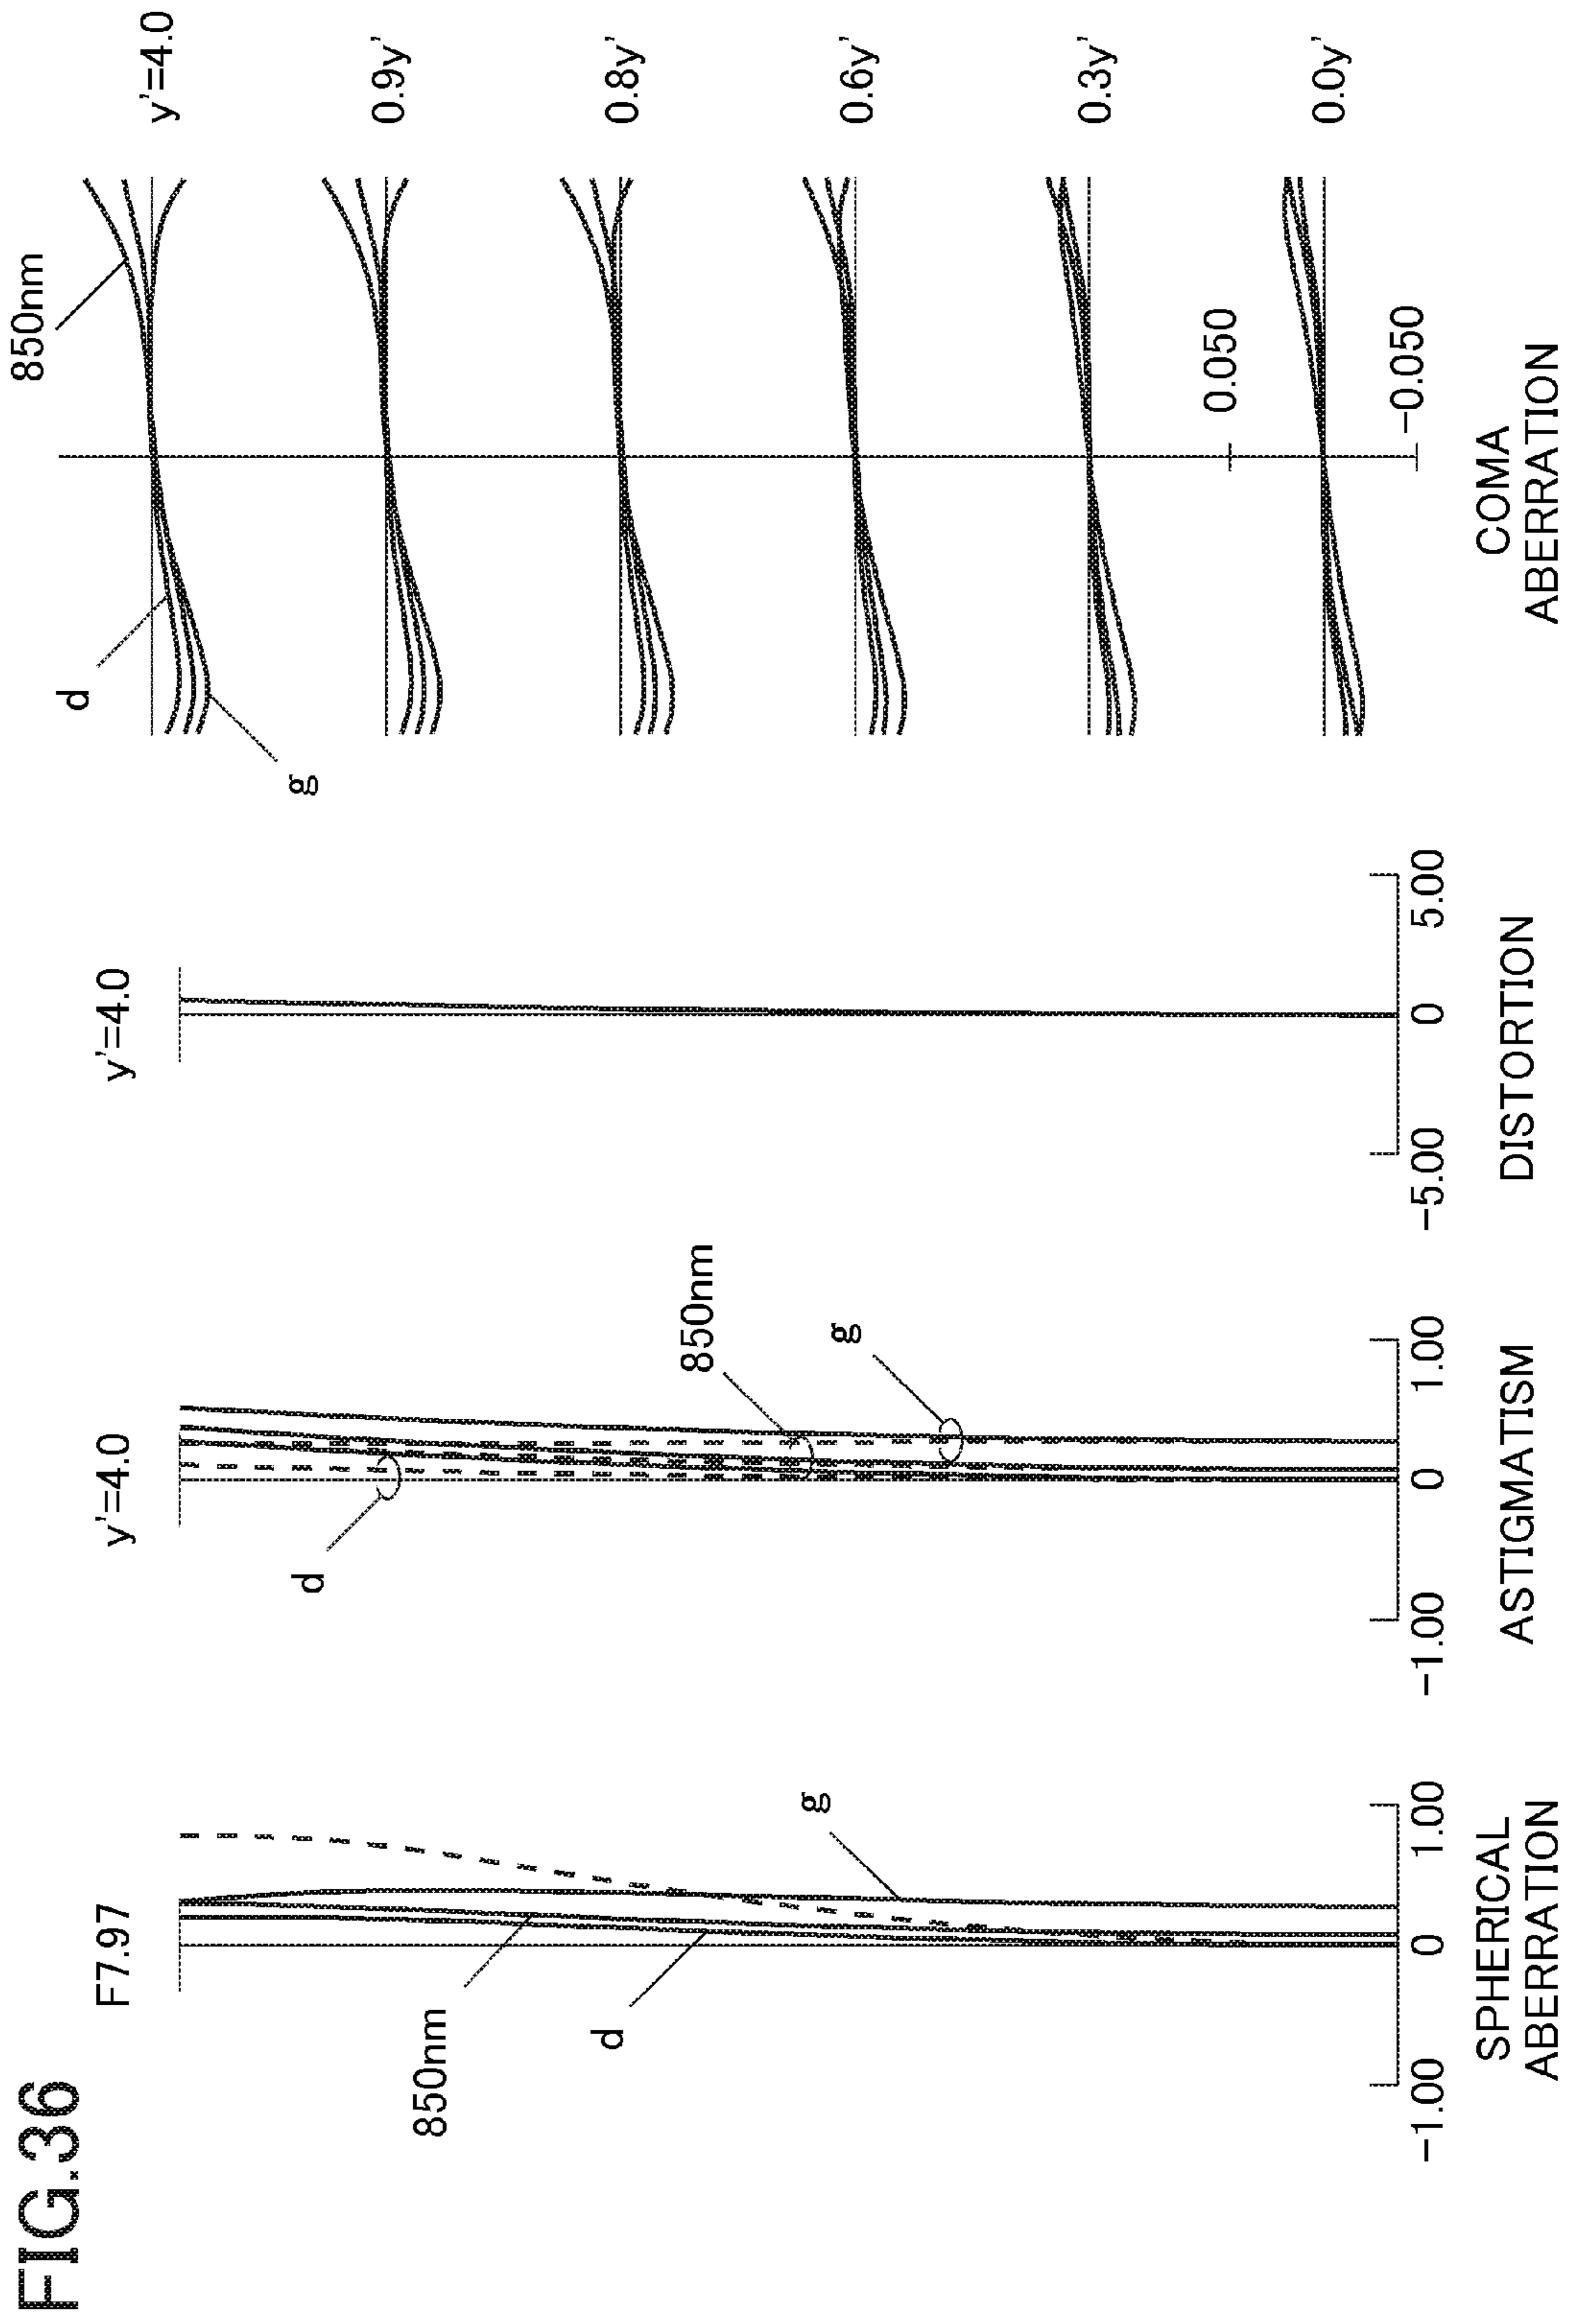 FIG.36
F7.97
850nm
d
g
-1.00
0
1.00
SPHERICAL
ABERRATION
y'=4.0
d
850nm
g
-1.00
0
1.00
ASTIGMATISM
y'=4.0
-5.00
0
5.00
DISTORTION
850nm
d
g
y'=4.0
0.9y'
0.8y'
0.6y'
0.3y'
0.0y'
0.050
-0.050
COMA
ABERRATION